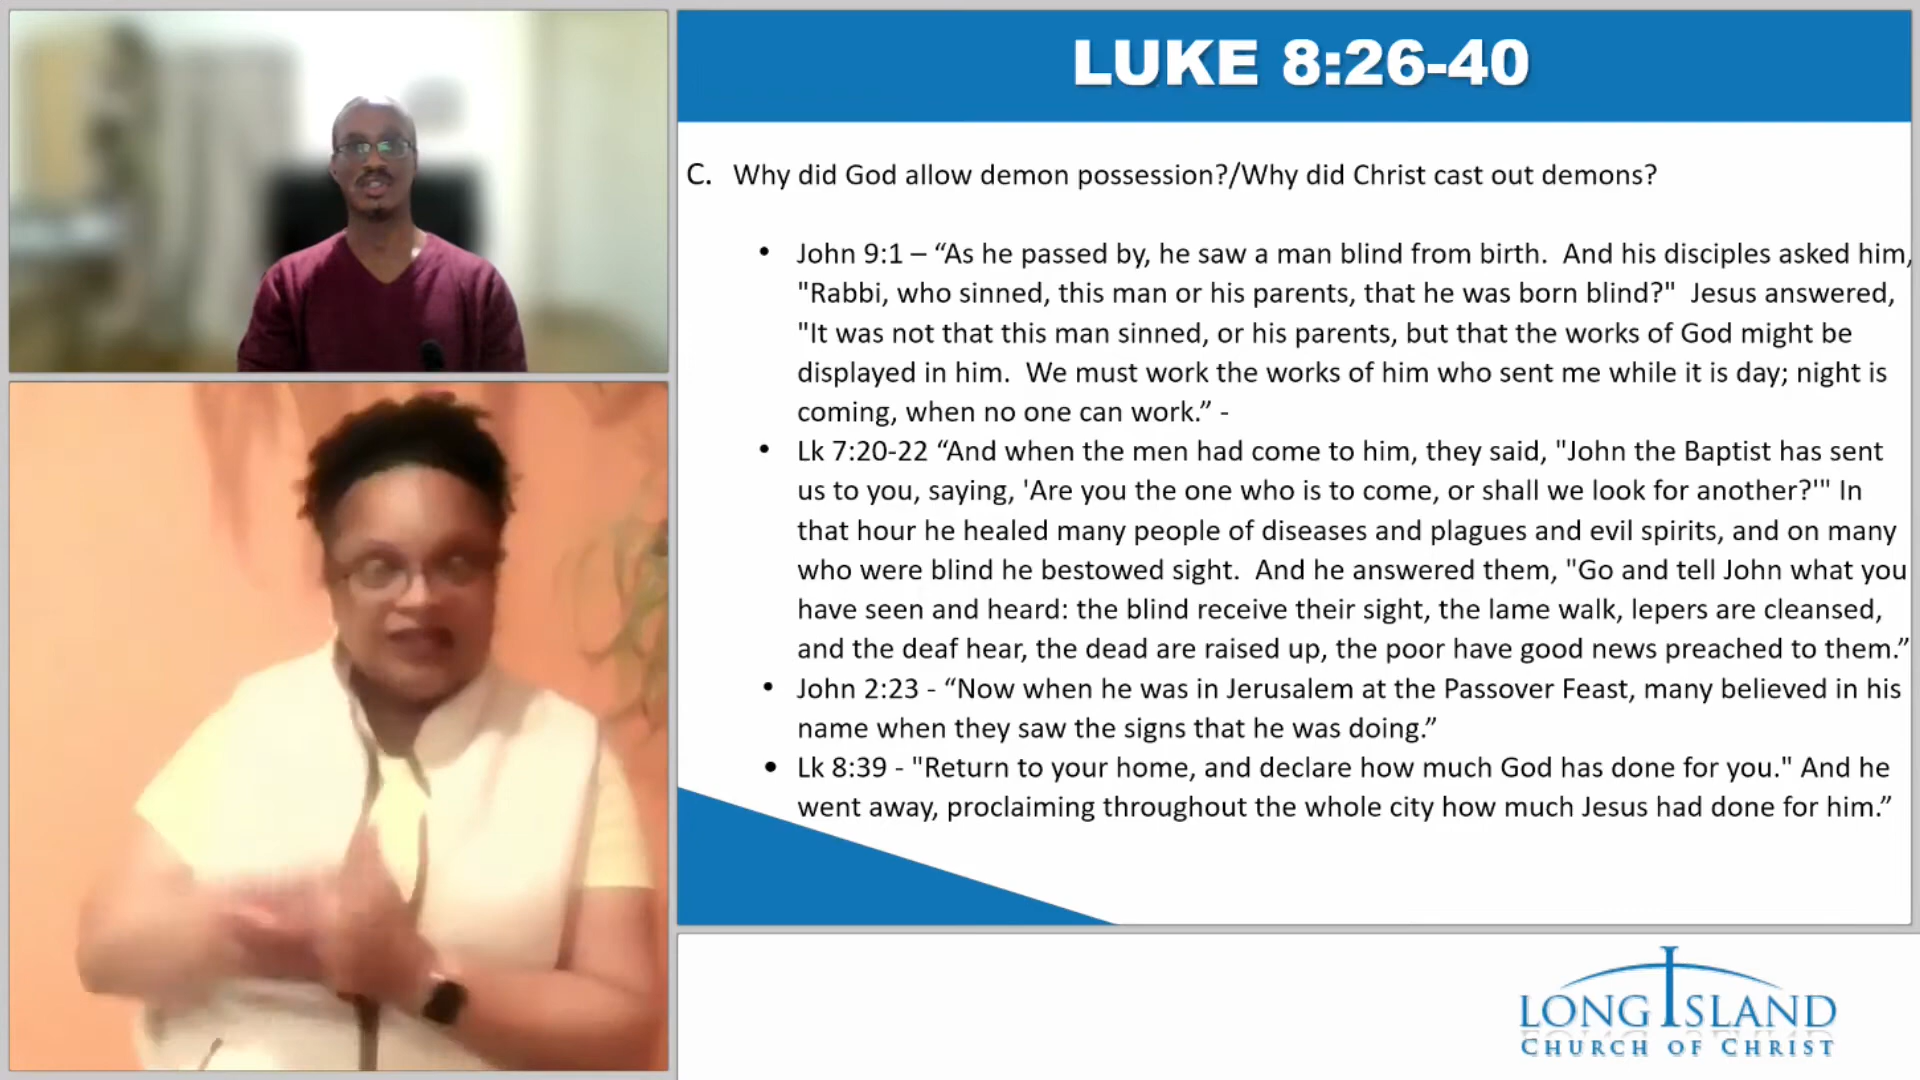 LUKE 8:26-40
C. Why did God allow demon possession?/Why did Christ cast out demons?
• John 9:1 – “As he passed by, he saw a man blind from birth.  And his disciples asked him,
"Rabbi, who sinned, this man or his parents, that he was born blind?"  Jesus answered,
"It was not that this man sinned, or his parents, but that the works of God might be
displayed in him.  We must work the works of him who sent me while it is day; night is
coming, when no one can work.” -
• Lk 7:20-22 “And when the men had come to him, they said, "John the Baptist has sent
us to you, saying, 'Are you the one who is to come, or shall we look for another?'" In
that hour he healed many people of diseases and plagues and evil spirits, and on many
who were blind he bestowed sight.  And he answered them, "Go and tell John what you
have seen and heard: the blind receive their sight, the lame walk, lepers are cleansed,
and the deaf hear, the dead are raised up, the poor have good news preached to them.”
• John 2:23 - “Now when he was in Jerusalem at the Passover Feast, many believed in his
name when they saw the signs that he was doing.”
• Lk 8:39 - "Return to your home, and declare how much God has done for you." And he
went away, proclaiming throughout the whole city how much Jesus had done for him.”
LONG ISLAND
CHURCH OF CHRIST